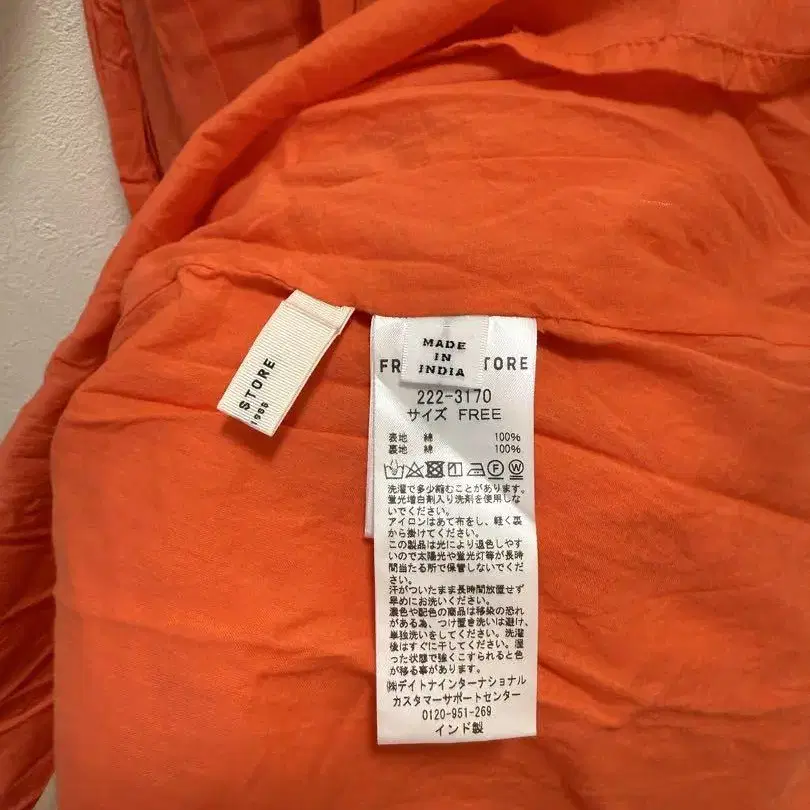 STORE
1985
MADE
IN
INDIA
FR TORE
222-3170
サイズ FREE
表地 綿 100%
裏地 綿 100%
洗濯で多少縮むことがあります。
蛍光増白剤入り洗剤を使用しな
いでください。
アイロンはあて布をし、軽く裏
から掛けてください。
この製品は光により退色しやす
いので太陽光や蛍光灯等が長時
間当たる所で保管しないでくださ
い。
汗がついたまま長時間放置せず
早めにお洗いください。
濃色や配色の商品は移染の恐れ
がある為、つけ置き洗いは避け、
単独洗いをしてください。洗濯
後はすぐに干してください。湿
った状態で強くこすられると色
が移る事があります。
㈱デイトナインターナショナル
カスタマーサポートセンター
0120-951-269
インド製